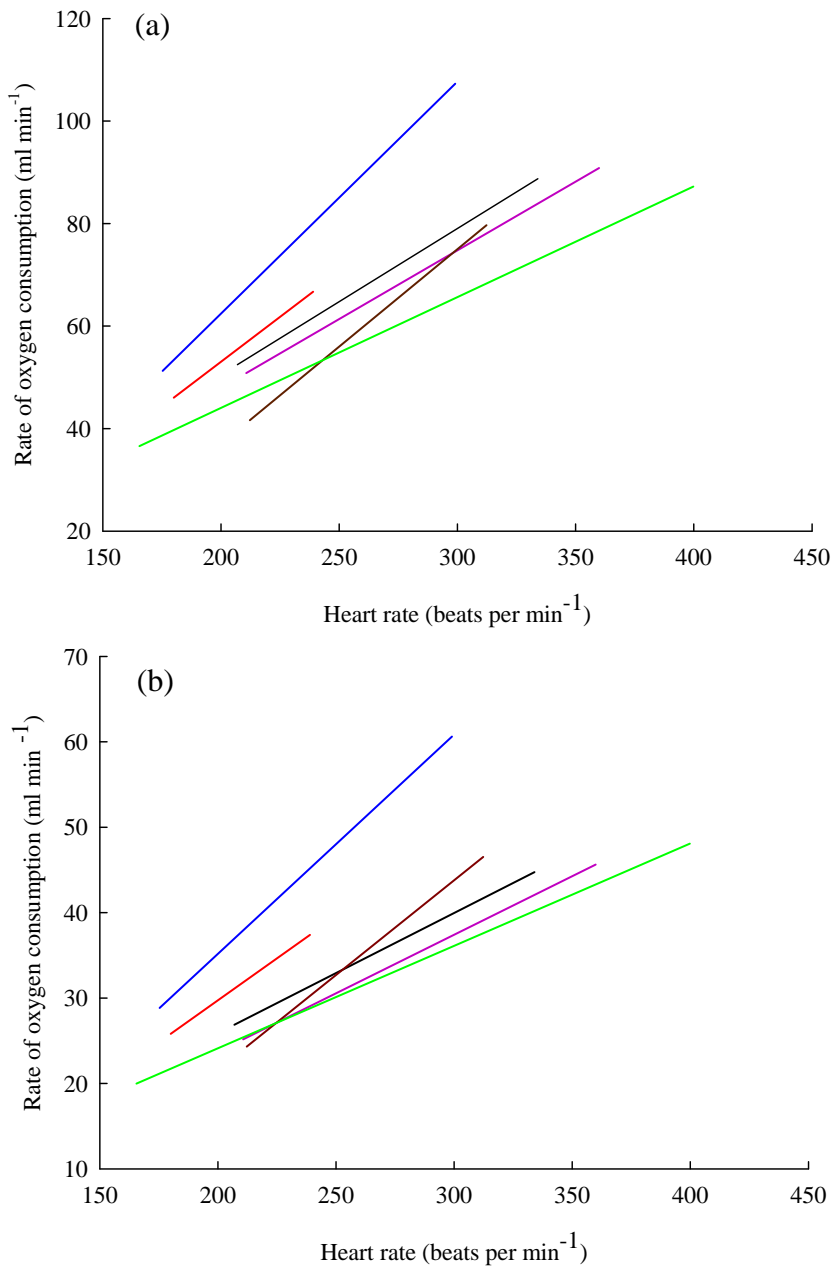 (a)
Rate of oxygen consumption (ml min⁻¹)
120
100
80
60
40
20
150 200 250 300 350 400 450
Heart rate (beats per min⁻¹)
(b)
Rate of oxygen consumption (ml min ⁻¹)
70
60
50
40
30
20
10
150 200 250 300 350 400 450
Heart rate (beats per min⁻¹)